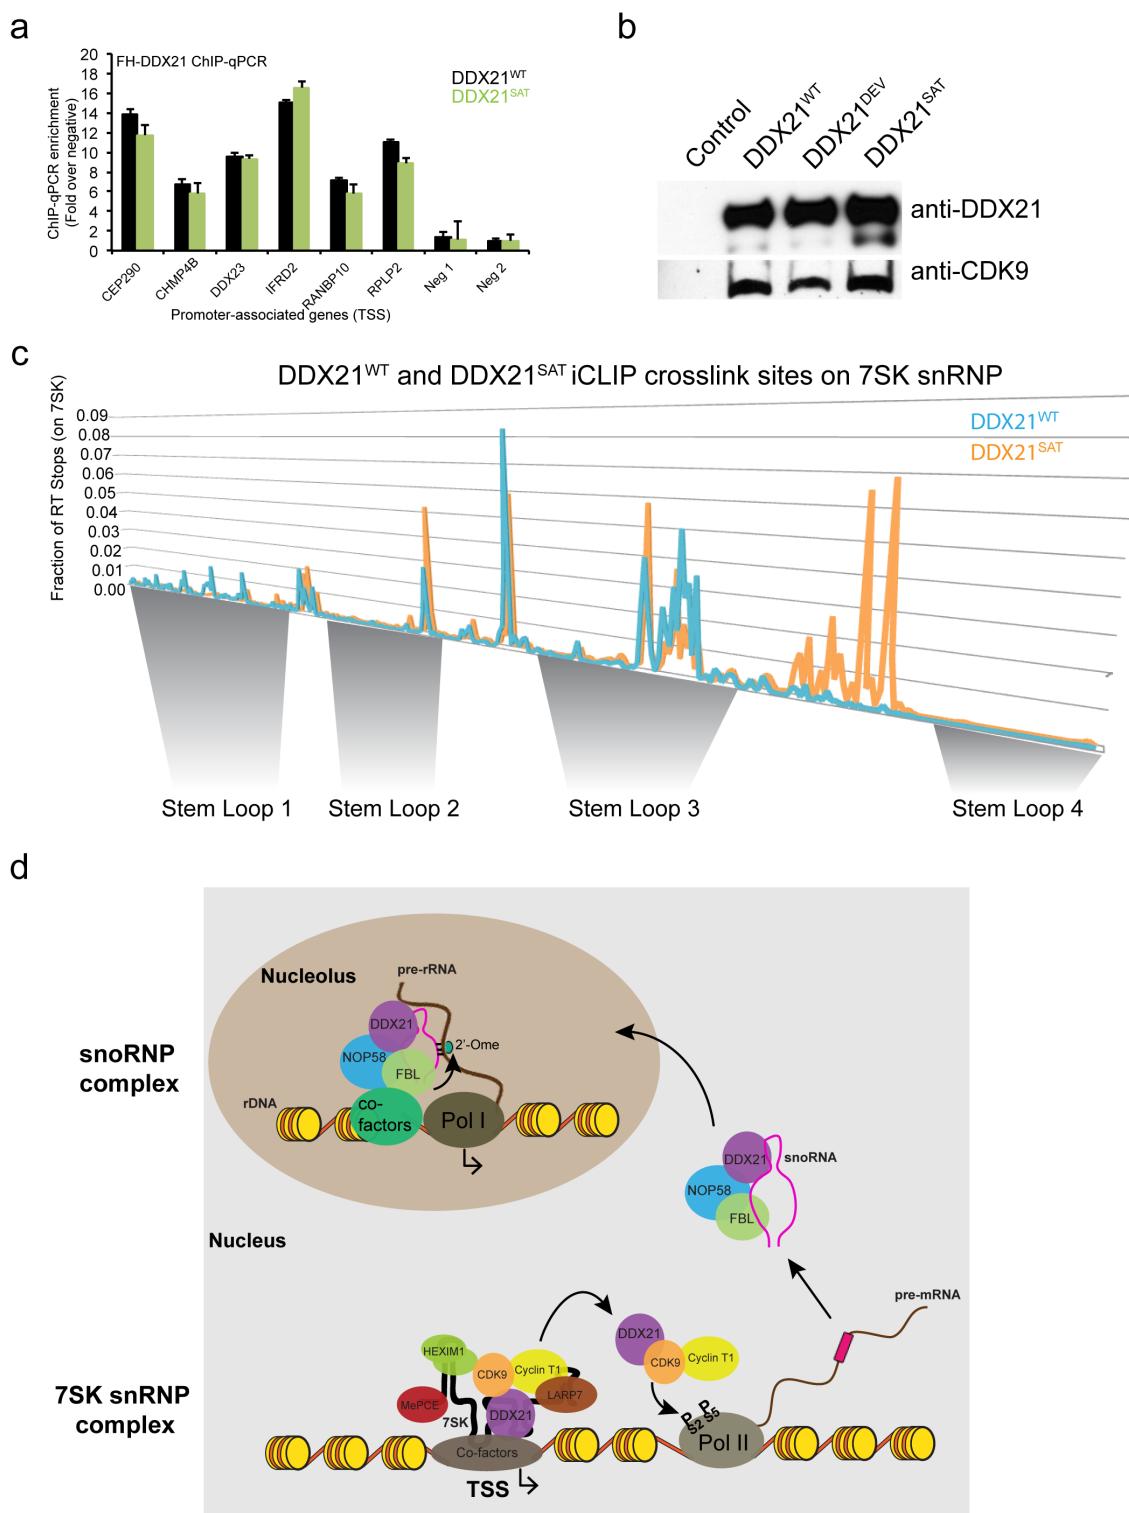 a
FH-DDX21 ChIP-qPCR
DDX21WT
DDX21SAT
ChIP-qPCR enrichment
(Fold over negative)
20
18
16
14
12
10
8
6
4
2
0
CEP290
CHMP4B
DDX23
IFRD2
RANBP10
RPLP2
Neg 1
Neg 2
Promoter-associated genes (TSS)
b
Control
DDX21WT
DDX21DEV
DDX21SAT
anti-DDX21
anti-CDK9
c
DDX21WT and DDX21SAT iCLIP crosslink sites on 7SK snRNP
Fraction of RT Stops (on 7SK)
0.09
0.08
0.07
0.06
0.05
0.04
0.03
0.02
0.01
0.00
DDX21WT
DDX21SAT
Stem Loop 1
Stem Loop 2
Stem Loop 3
Stem Loop 4
d
snoRNP
complex
Nucleolus
pre-rRNA
DDX21
NOP58
FBL
2'-Ome
rDNA
co-
factors
Pol I
DDX21
snoRNA
NOP58
FBL
Nucleus
pre-mRNA
7SK snRNP
complex
HEXIM1
CDK9
Cyclin T1
MePCE
7SK
DDX21
LARP7
Co-factors
TSS
DDX21
CDK9
Cyclin T1
P
P
S2
S5
Pol II